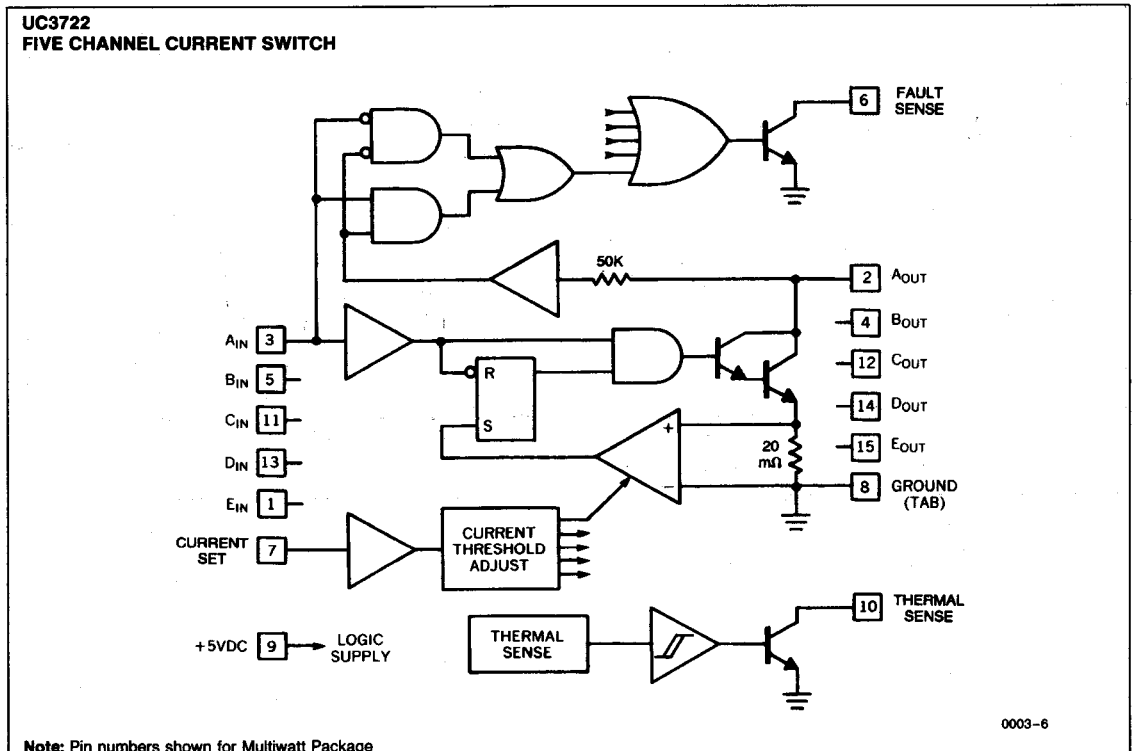 UC3722
FIVE CHANNEL CURRENT SWITCH
6 FAULT
SENSE
50K
2 AOUT
AIN 3
4 BOUT
BIN 5
R
12 COUT
CIN 11
14 DOUT
S
+
20
mΩ
15 EOUT
DIN 13
−
8 GROUND
(TAB)
EIN 1
CURRENT
SET
7
CURRENT
THRESHOLD
ADJUST
10 THERMAL
SENSE
+5VDC 9 LOGIC
SUPPLY
THERMAL
SENSE
0003-6
Note: Pin numbers shown for Multiwatt Package